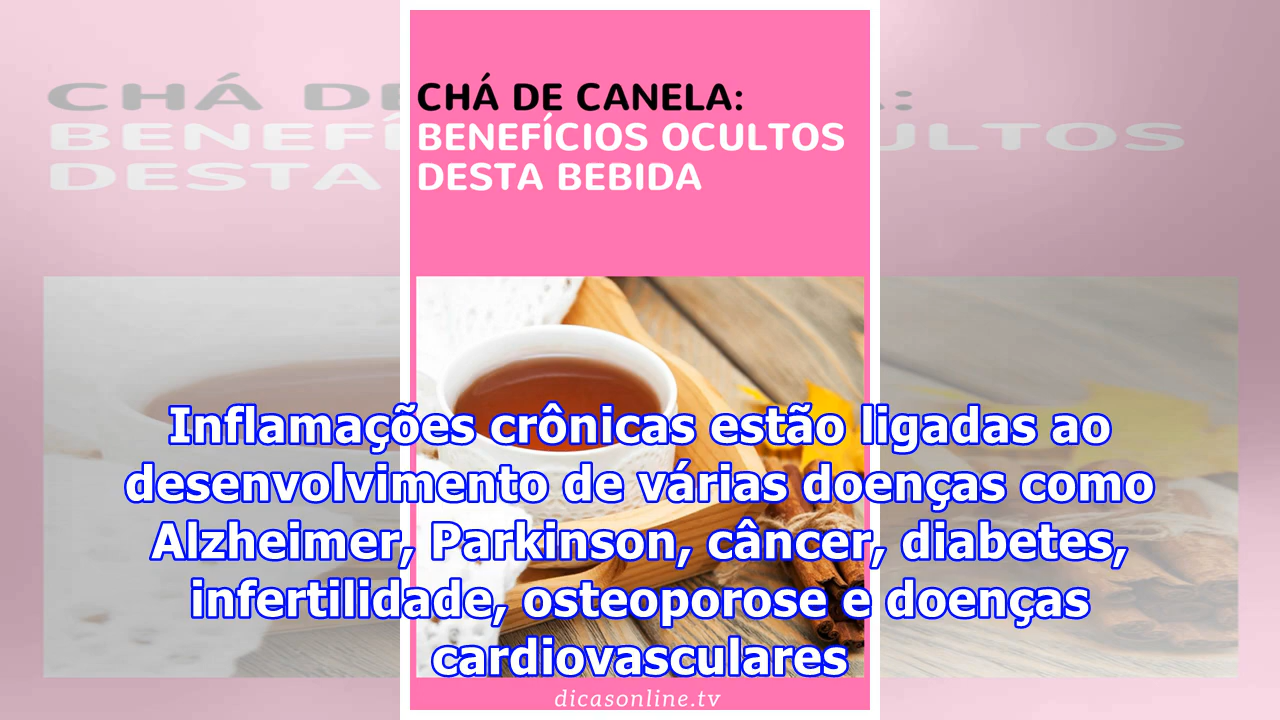 CHÁ DE CANELA:
BENEFÍCIOS OCULTOS
DESTA BEBIDA
Inflamações crônicas estão ligadas ao
desenvolvimento de várias doenças como
Alzheimer, Parkinson, câncer, diabetes,
infertilidade, osteoporose e doenças
cardiovasculares
dicasonline.tv